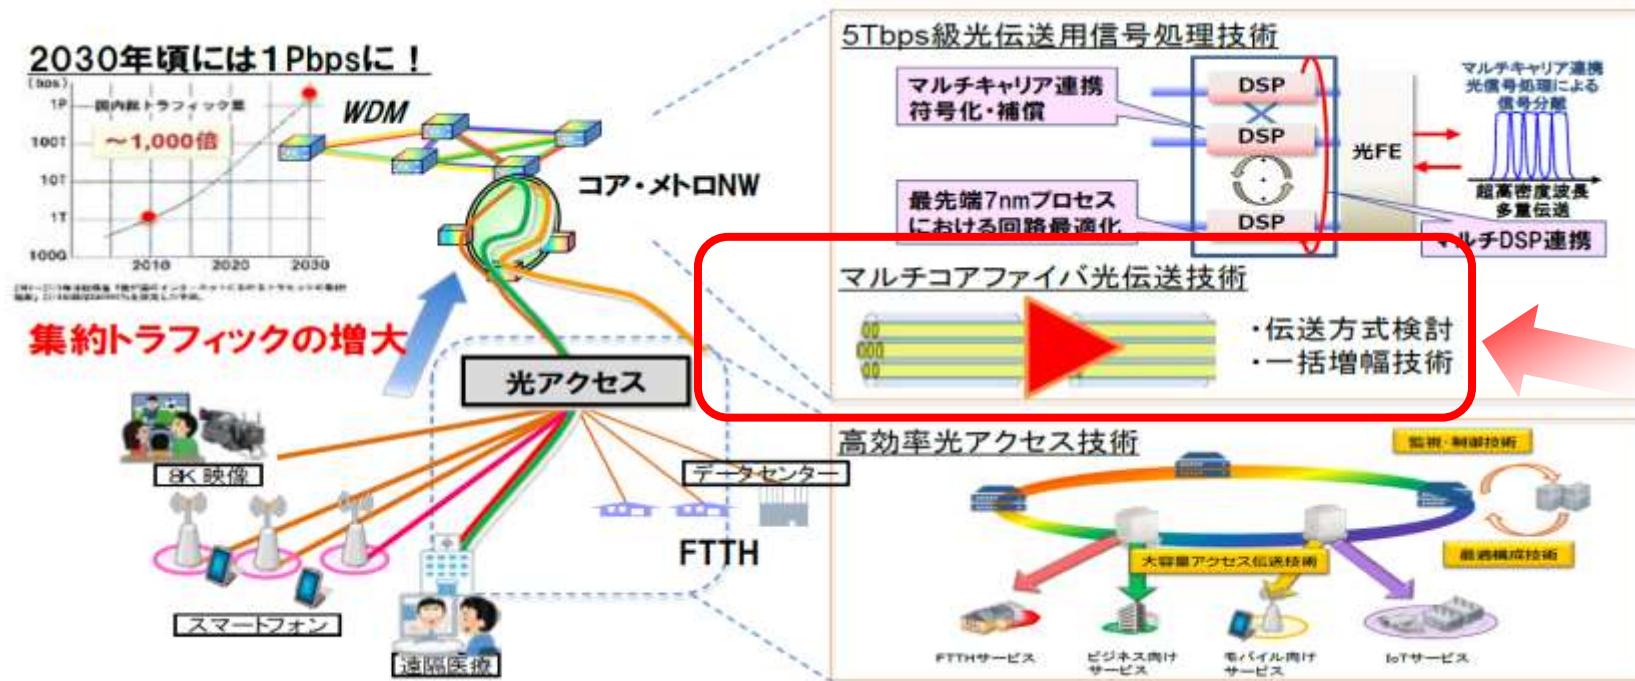 2030年頃には1Pbpsに！
(bps)
1P
100T
10T
1T
100G
国内総トラフィック量
～1,000倍
2010
2020
2030
WDM
コア・メトロNW
集約トラフィックの増大
光アクセス
8K映像
スマートフォン
遠隔医療
データセンター
FTTH
5Tbps級光伝送用信号処理技術
マルチキャリア連携
符号化・補償
最先端7nmプロセス
における回路最適化
DSP
DSP
DSP
光FE
マルチキャリア連携
光信号処理による
信号分離
超高密度波長
多重伝送
マルチDSP連携
マルチコアファイバ光伝送技術
・伝送方式検討
・一括増幅技術
高効率光アクセス技術
監視・制御技術
最適構成技術
大容量アクセス伝送技術
FTTHサービス
ビジネス向け
サービス
モバイル向け
サービス
IoTサービス